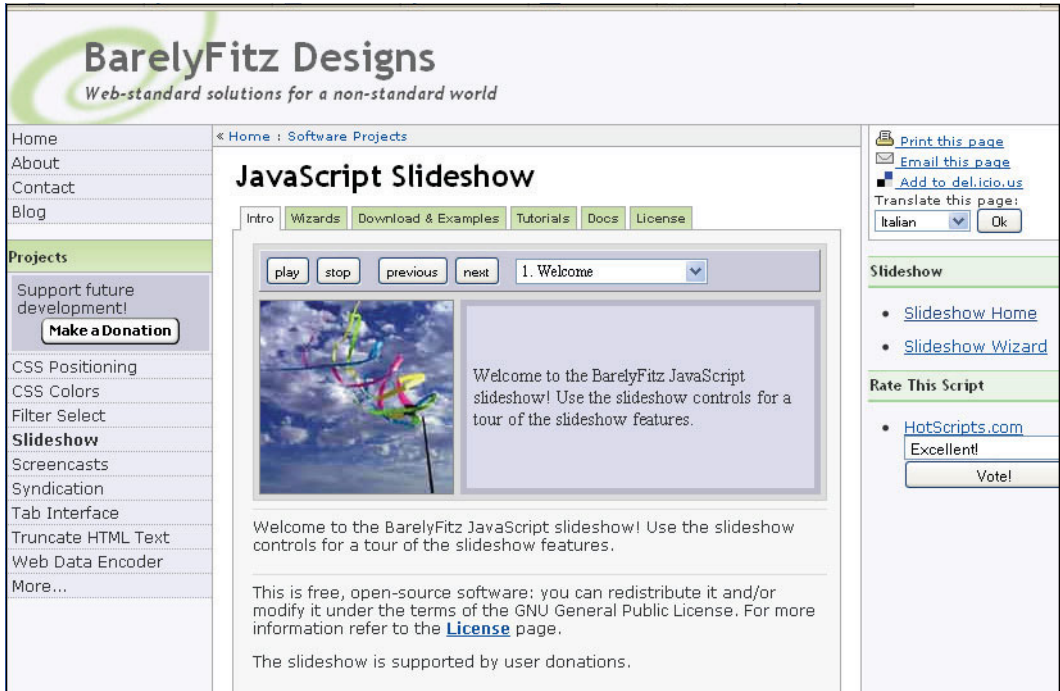 BarelyFitz Designs
Web-standard solutions for a non-standard world
Home
About
Contact
Blog
Projects
Support future
development!
Make a Donation
CSS Positioning
CSS Colors
Filter Select
Slideshow
Screencasts
Syndication
Tab Interface
Truncate HTML Text
Web Data Encoder
More...
« Home : Software Projects
JavaScript Slideshow
Intro Wizards Download & Examples Tutorials Docs License
play stop previous next 1. Welcome
Welcome to the BarelyFitz JavaScript
slideshow! Use the slideshow controls for a
tour of the slideshow features.
Welcome to the BarelyFitz JavaScript slideshow! Use the slideshow
controls for a tour of the slideshow features.
This is free, open-source software: you can redistribute it and/or
modify it under the terms of the GNU General Public License. For more
information refer to the License page.
The slideshow is supported by user donations.
Print this page
Email this page
Add to del.icio.us
Translate this page:
Italian Ok
Slideshow
• Slideshow Home
• Slideshow Wizard
Rate This Script
• HotScripts.com
Excellent!
Vote!